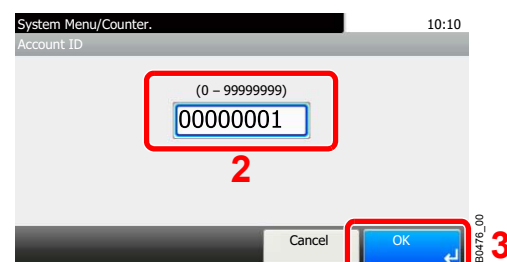 System Menu/Counter. 10:10
Account ID
(0 – 99999999)
00000001
2
Cancel OK
3
B0476_00